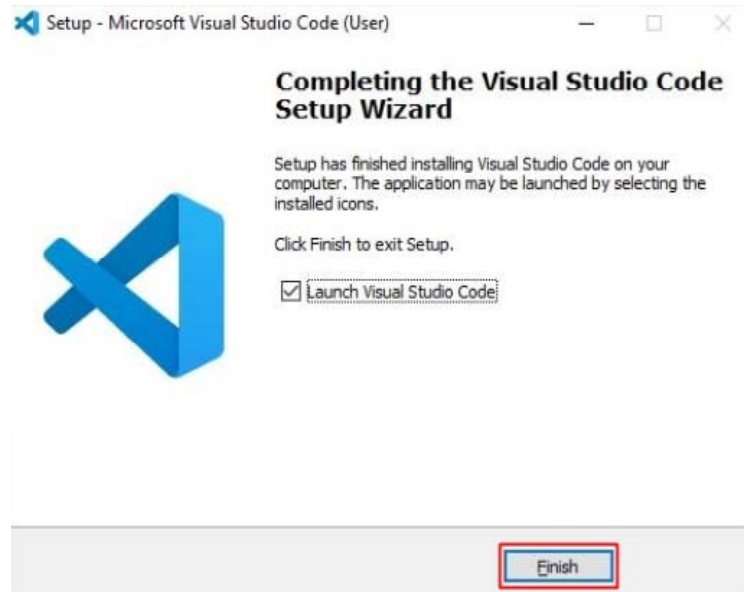 Setup - Microsoft Visual Studio Code (User)
Completing the Visual Studio Code
Setup Wizard
Setup has finished installing Visual Studio Code on your
computer. The application may be launched by selecting the
installed icons.
Click Finish to exit Setup.
Launch Visual Studio Code
Finish